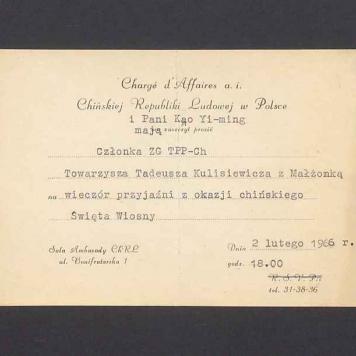 Chargé d'Affaires a. i.
Chińskiej Republiki Ludowej w Polsce
i Pani Kao Yi-ming
mają zaszczyt prosić
Członka ZG TPP-Ch
Towarzysza Tadeusza Kulisiewicza z Małżonką
na wieczór przyjaźni z okazji chińskiego
Święta Wiosny
Sala Ambasady ChRL
ul. Bonifraterska 1
Dnia 2 lutego 1966 r.
godz. 18.00
R. S. V. P.
tel. 31-38-36